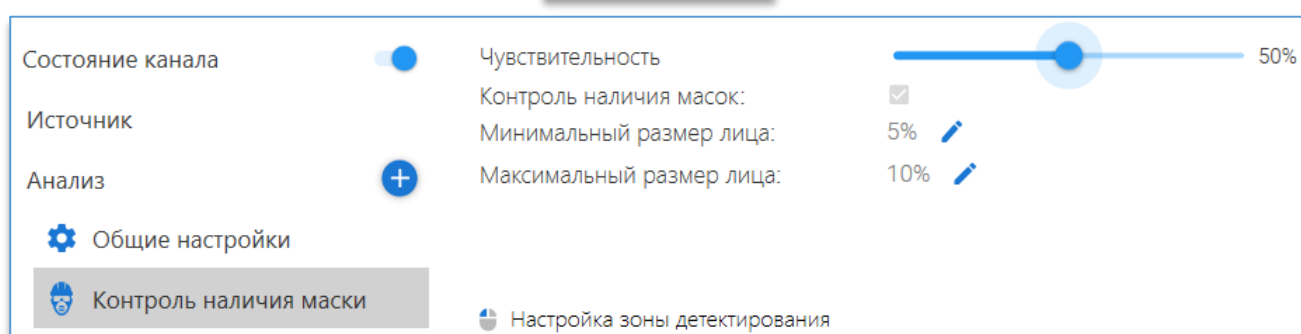 Состояние канала
Чувствительность
50%
Контроль наличия масок:
Источник
Минимальный размер лица:
5%
Анализ
Максимальный размер лица:
10%
Общие настройки
Контроль наличия маски
Настройка зоны детектирования